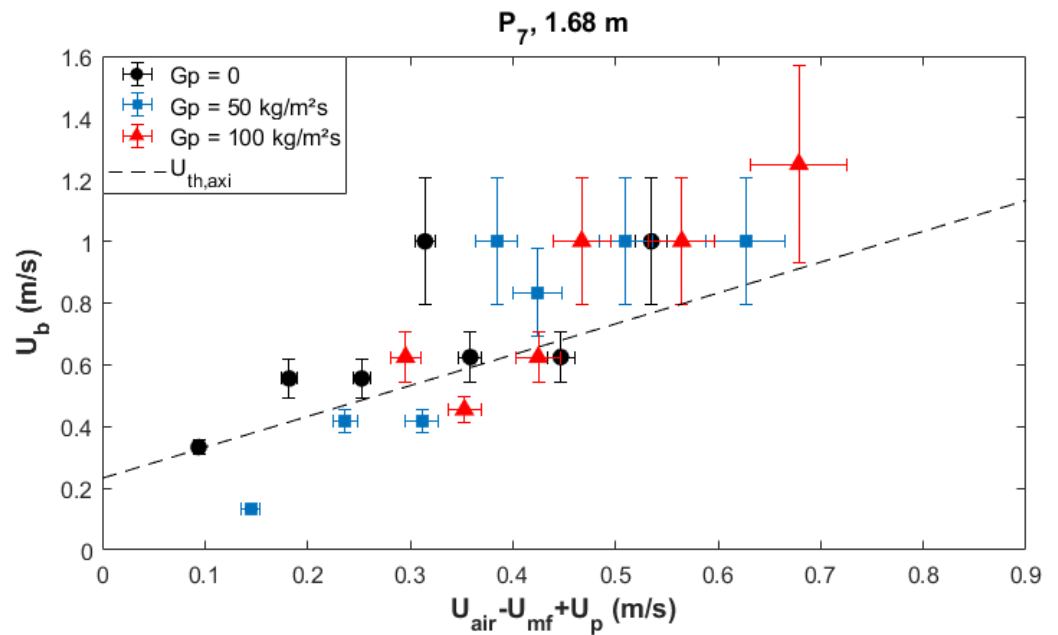 P7, 1.68 m
Gp = 0
Gp = 50 kg/m²s
Gp = 100 kg/m²s
Uth,axi
Ub (m/s)
1.6
1.4
1.2
1
0.8
0.6
0.4
0.2
0
0 0.1 0.2 0.3 0.4 0.5 0.6 0.7 0.8 0.9
Uair-Umf+Up (m/s)